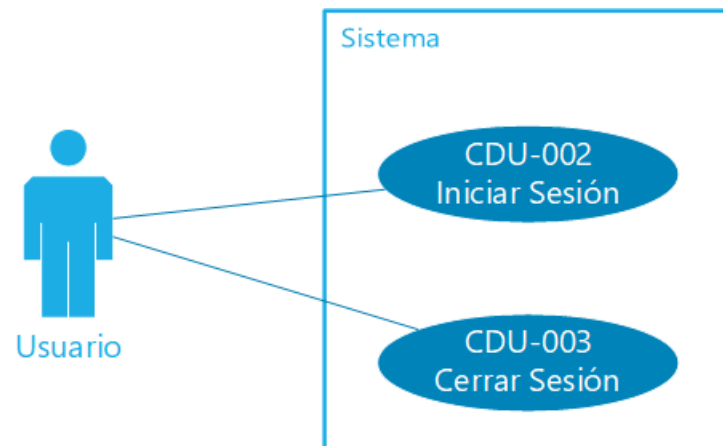 Sistema
CDU-002
Iniciar Sesión
Usuario
CDU-003
Cerrar Sesión